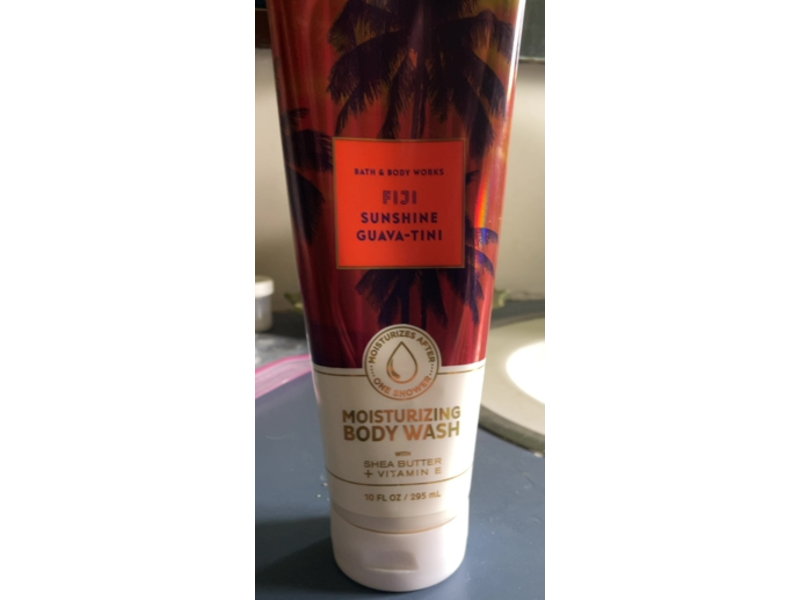 BATH & BODY WORKS
FIJI
SUNSHINE
GUAVA-TINI
MOISTURIZES AFTER
ONE SHOWER
MOISTURIZING
BODY WASH
WITH
SHEA BUTTER
+ VITAMIN E
10 FL OZ / 295 mL